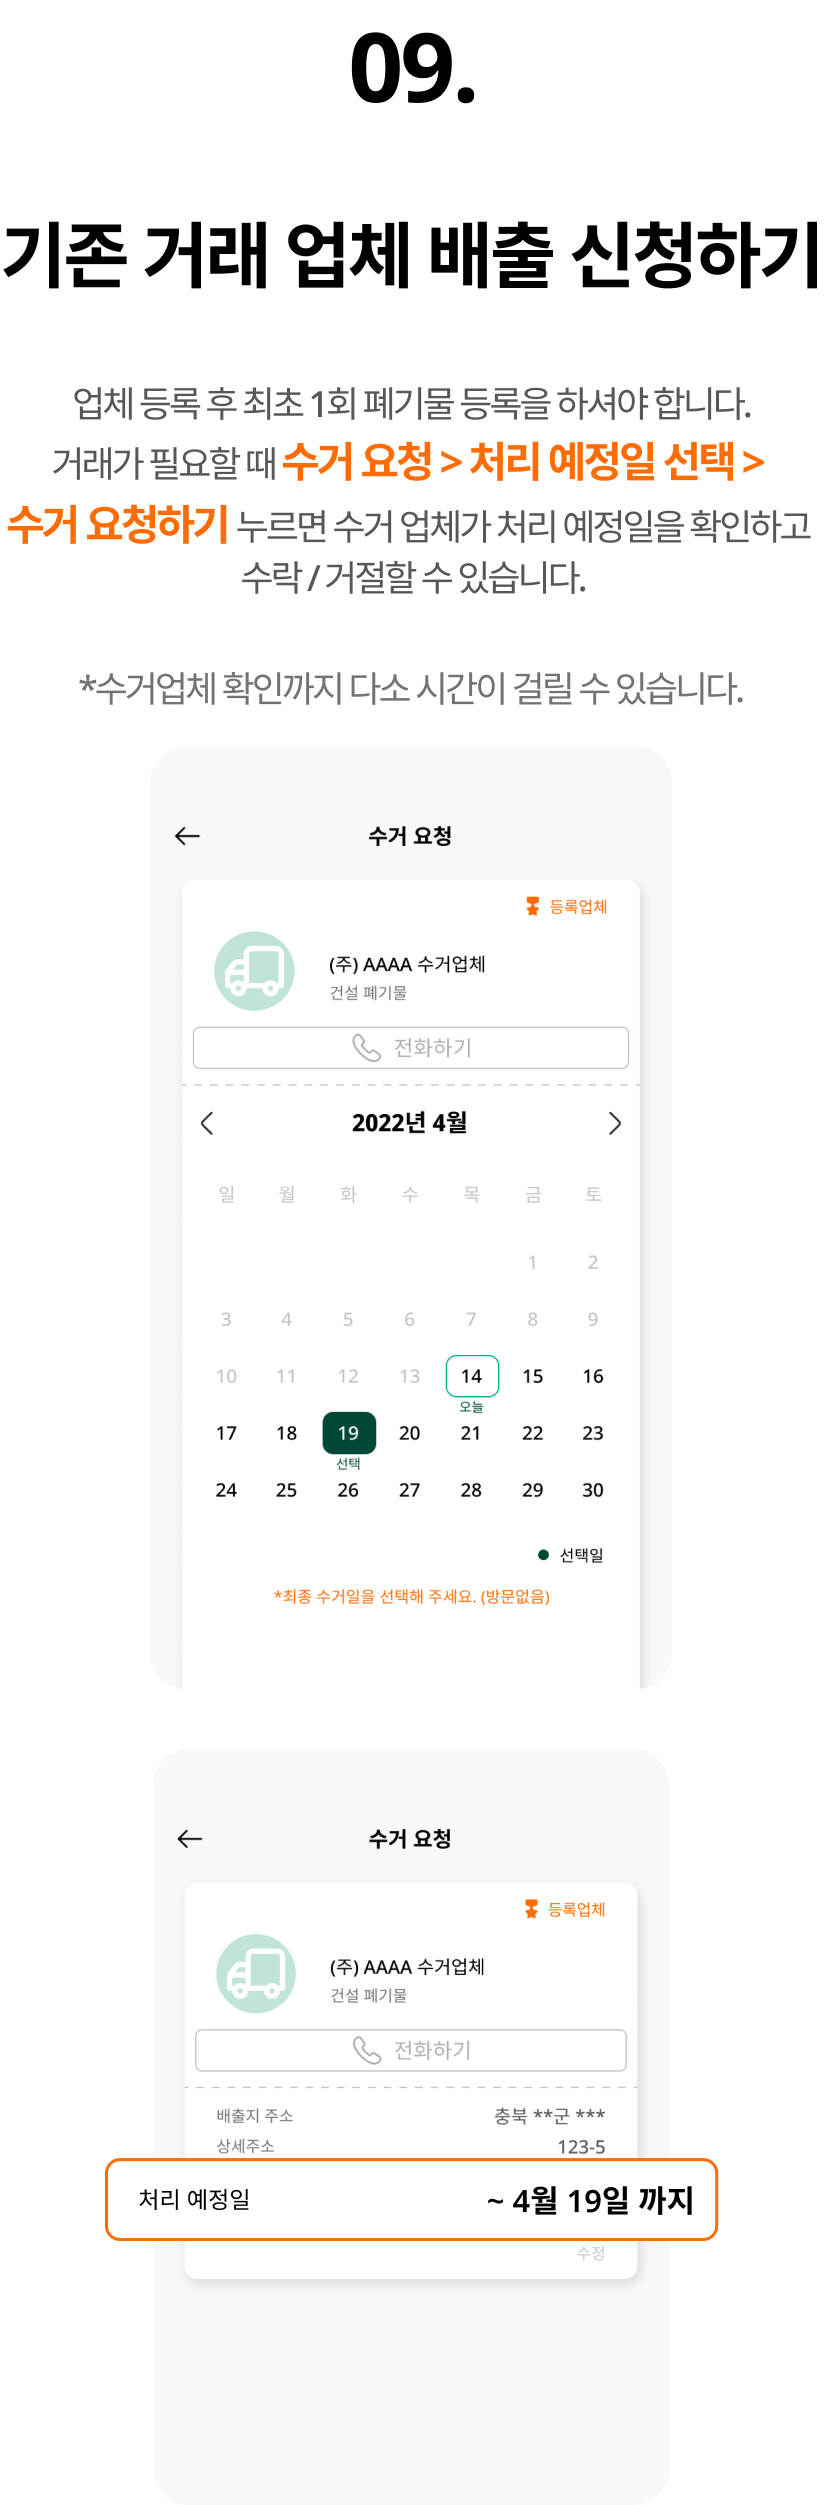 09.
기존 거래 업체 배출 신청하기
업체 등록 후 최초 1회 폐기물 등록을 하셔야 합니다.
거래가 필요할 때 수거 요청 > 처리 예정일 선택 >
수거 요청하기 누르면 수거 업체가 처리 예정일을 확인하고
수락 / 거절할 수 있습니다.
*수거업체 확인까지 다소 시간이 걸릴 수 있습니다.
수거 요청
등록업체
(주) AAAA 수거업체
건설 폐기물
전화하기
2022년 4월
일 월 화 수 목 금 토
1 2
3 4 5 6 7 8 9
10 11 12 13 14 15 16
오늘
17 18 19 20 21 22 23
선택
24 25 26 27 28 29 30
선택일
*최종 수거일을 선택해 주세요. (방문없음)
수거 요청
등록업체
(주) AAAA 수거업체
건설 폐기물
전화하기
배출지 주소 충북 **군 ***
상세주소 123-5
처리 예정일 ~ 4월 19일 까지
수정